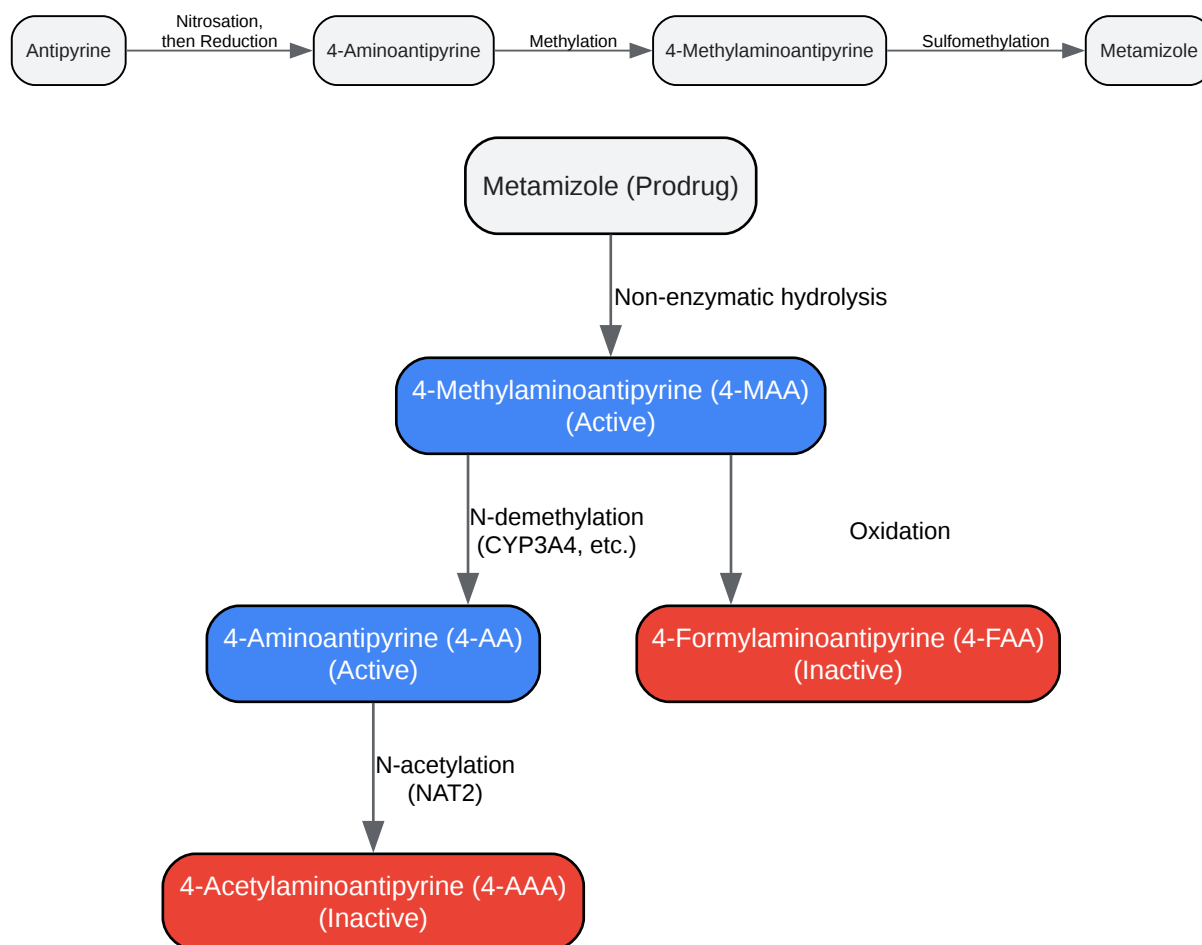 Antipyrine
Nitrosation,
then Reduction
4-Aminoantipyrine
Methylation
4-Methylaminoantipyrine
Sulfomethylation
Metamizole
Metamizole (Prodrug)
Non-enzymatic hydrolysis
4-Methylaminoantipyrine (4-MAA)
(Active)
N-demethylation
(CYP3A4, etc.)
Oxidation
4-Aminoantipyrine (4-AA)
(Active)
4-Formylaminoantipyrine (4-FAA)
(Inactive)
N-acetylation
(NAT2)
4-Acetylaminoantipyrine (4-AAA)
(Inactive)